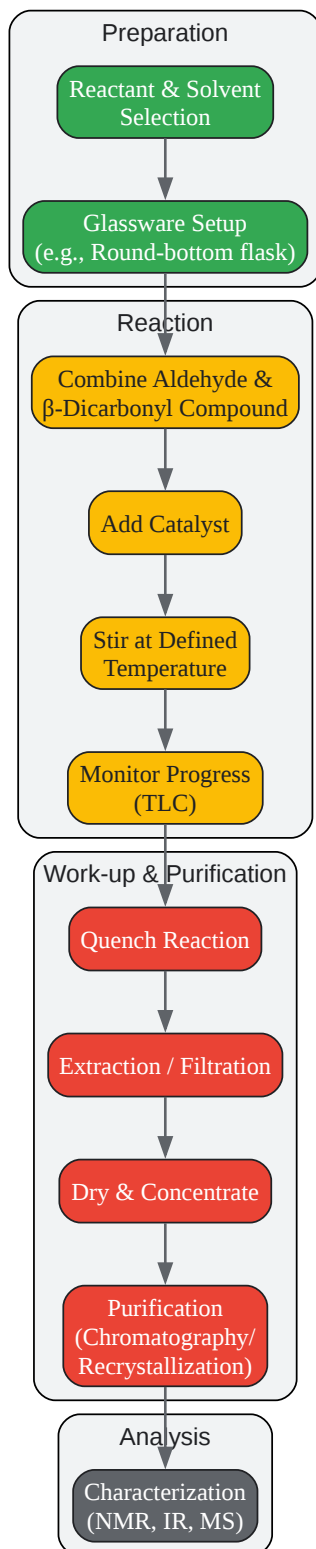 Preparation
Reactant & Solvent
Selection
Glassware Setup
(e.g., Round-bottom flask)
Reaction
Combine Aldehyde &
β-Dicarbonyl Compound
Add Catalyst
Stir at Defined
Temperature
Monitor Progress
(TLC)
Work-up & Purification
Quench Reaction
Extraction / Filtration
Dry & Concentrate
Purification
(Chromatography/
Recrystallization)
Analysis
Characterization
(NMR, IR, MS)